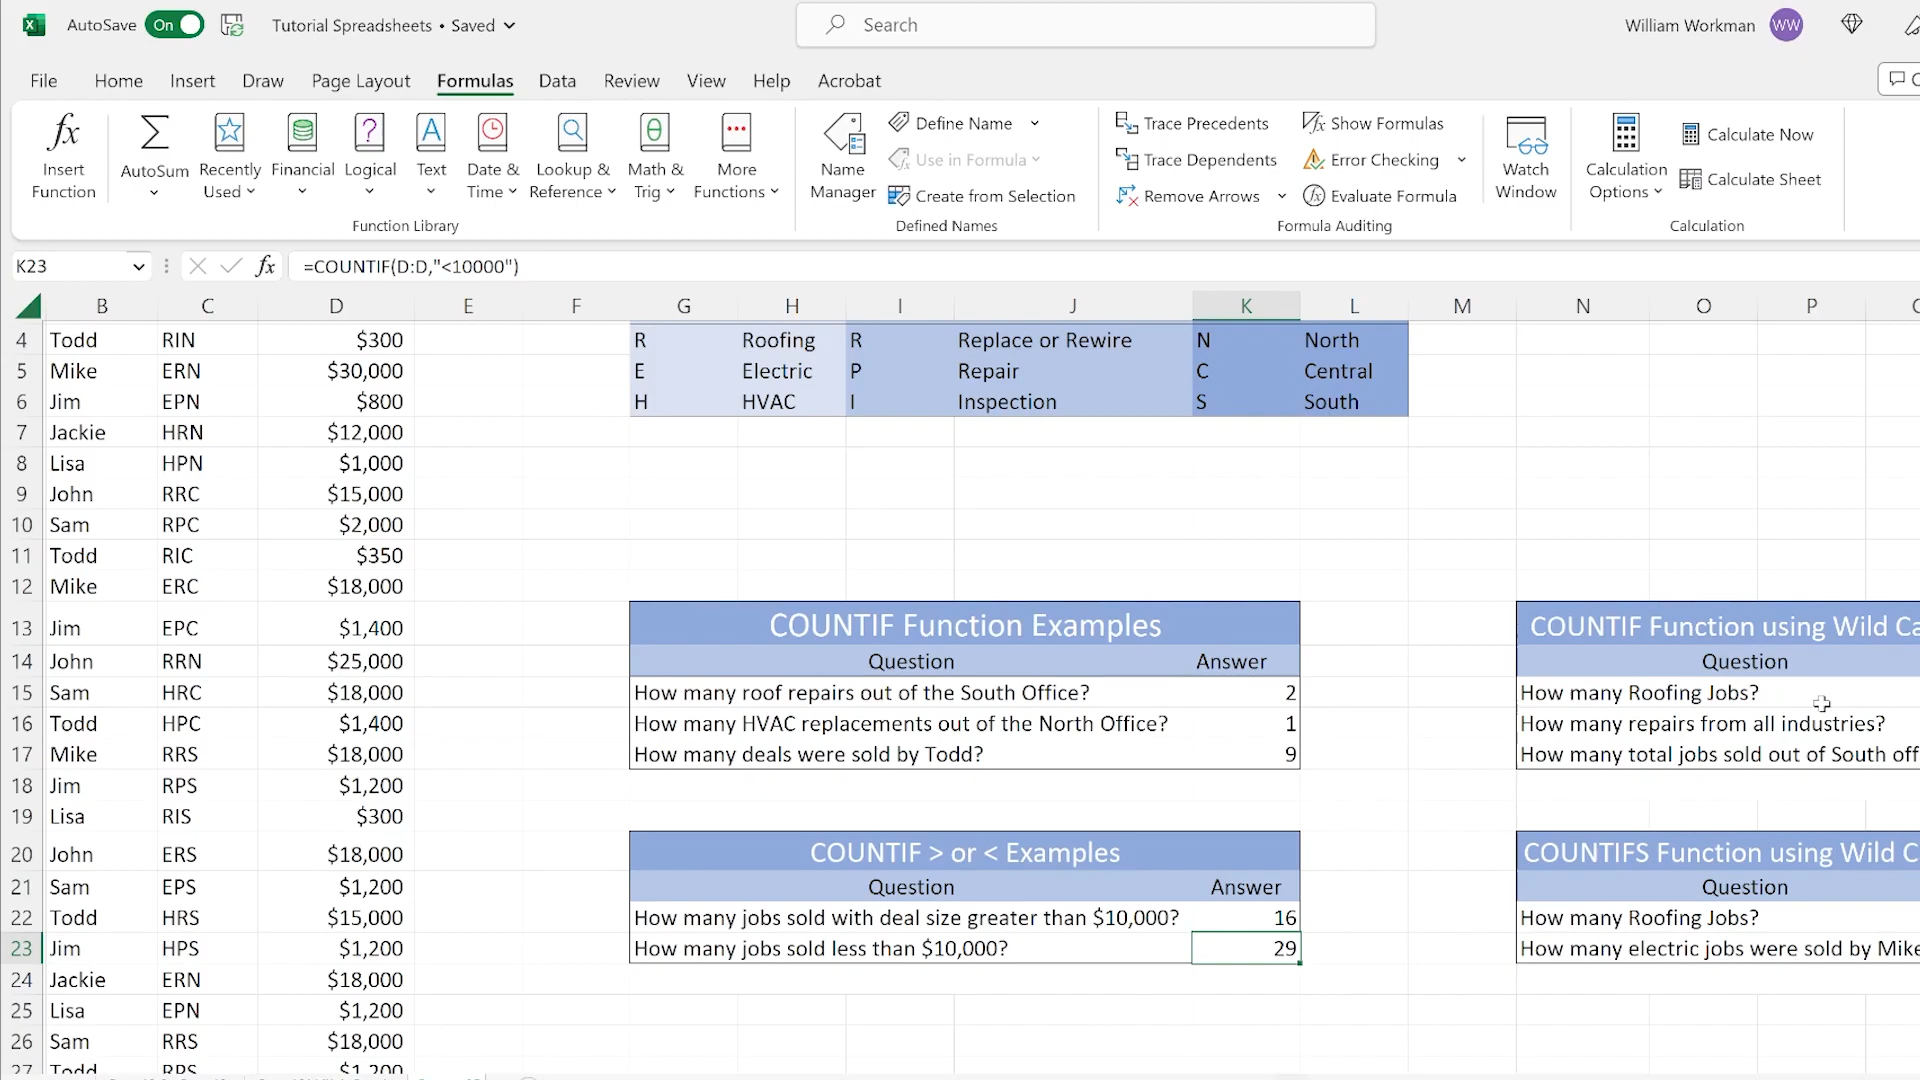 AutoSave On Tutorial Spreadsheets • Saved Search William Workman WW
File Home Insert Draw Page Layout Formulas Data Review View Help Acrobat
Insert Function
AutoSum
Recently Used
Financial
Logical
Text
Date & Time
Lookup & Reference
Math & Trig
More Functions
Function Library
Name Manager
Define Name
Use in Formula
Create from Selection
Defined Names
Trace Precedents
Trace Dependents
Remove Arrows
Show Formulas
Error Checking
Evaluate Formula
Formula Auditing
Watch Window
Calculation Options
Calculate Now
Calculate Sheet
Calculation
K23 fx =COUNTIF(D:D,"<10000")
B C D E F G H I J K L M N O P
4 Todd RIN $300 R Roofing R Replace or Rewire N North
5 Mike ERN $30,000 E Electric P Repair C Central
6 Jim EPN $800 H HVAC I Inspection S South
7 Jackie HRN $12,000
8 Lisa HPN $1,000
9 John RRC $15,000
10 Sam RPC $2,000
11 Todd RIC $350
12 Mike ERC $18,000
13 Jim EPC $1,400 COUNTIF Function Examples COUNTIF Function using Wild Ca
14 John RRN $25,000 Question Answer Question
15 Sam HRC $18,000 How many roof repairs out of the South Office? 2 How many Roofing Jobs?
16 Todd HPC $1,400 How many HVAC replacements out of the North Office? 1 How many repairs from all industries?
17 Mike RRS $18,000 How many deals were sold by Todd? 9 How many total jobs sold out of South off
18 Jim RPS $1,200
19 Lisa RIS $300
20 John ERS $18,000 COUNTIF > or < Examples COUNTIFS Function using Wild C
21 Sam EPS $1,200 Question Answer Question
22 Todd HRS $15,000 How many jobs sold with deal size greater than $10,000? 16 How many Roofing Jobs?
23 Jim HPS $1,200 How many jobs sold less than $10,000? 29 How many electric jobs were sold by Mike
24 Jackie ERN $18,000
25 Lisa EPN $1,200
26 Sam RRS $18,000
27 Todd RPS $1,200